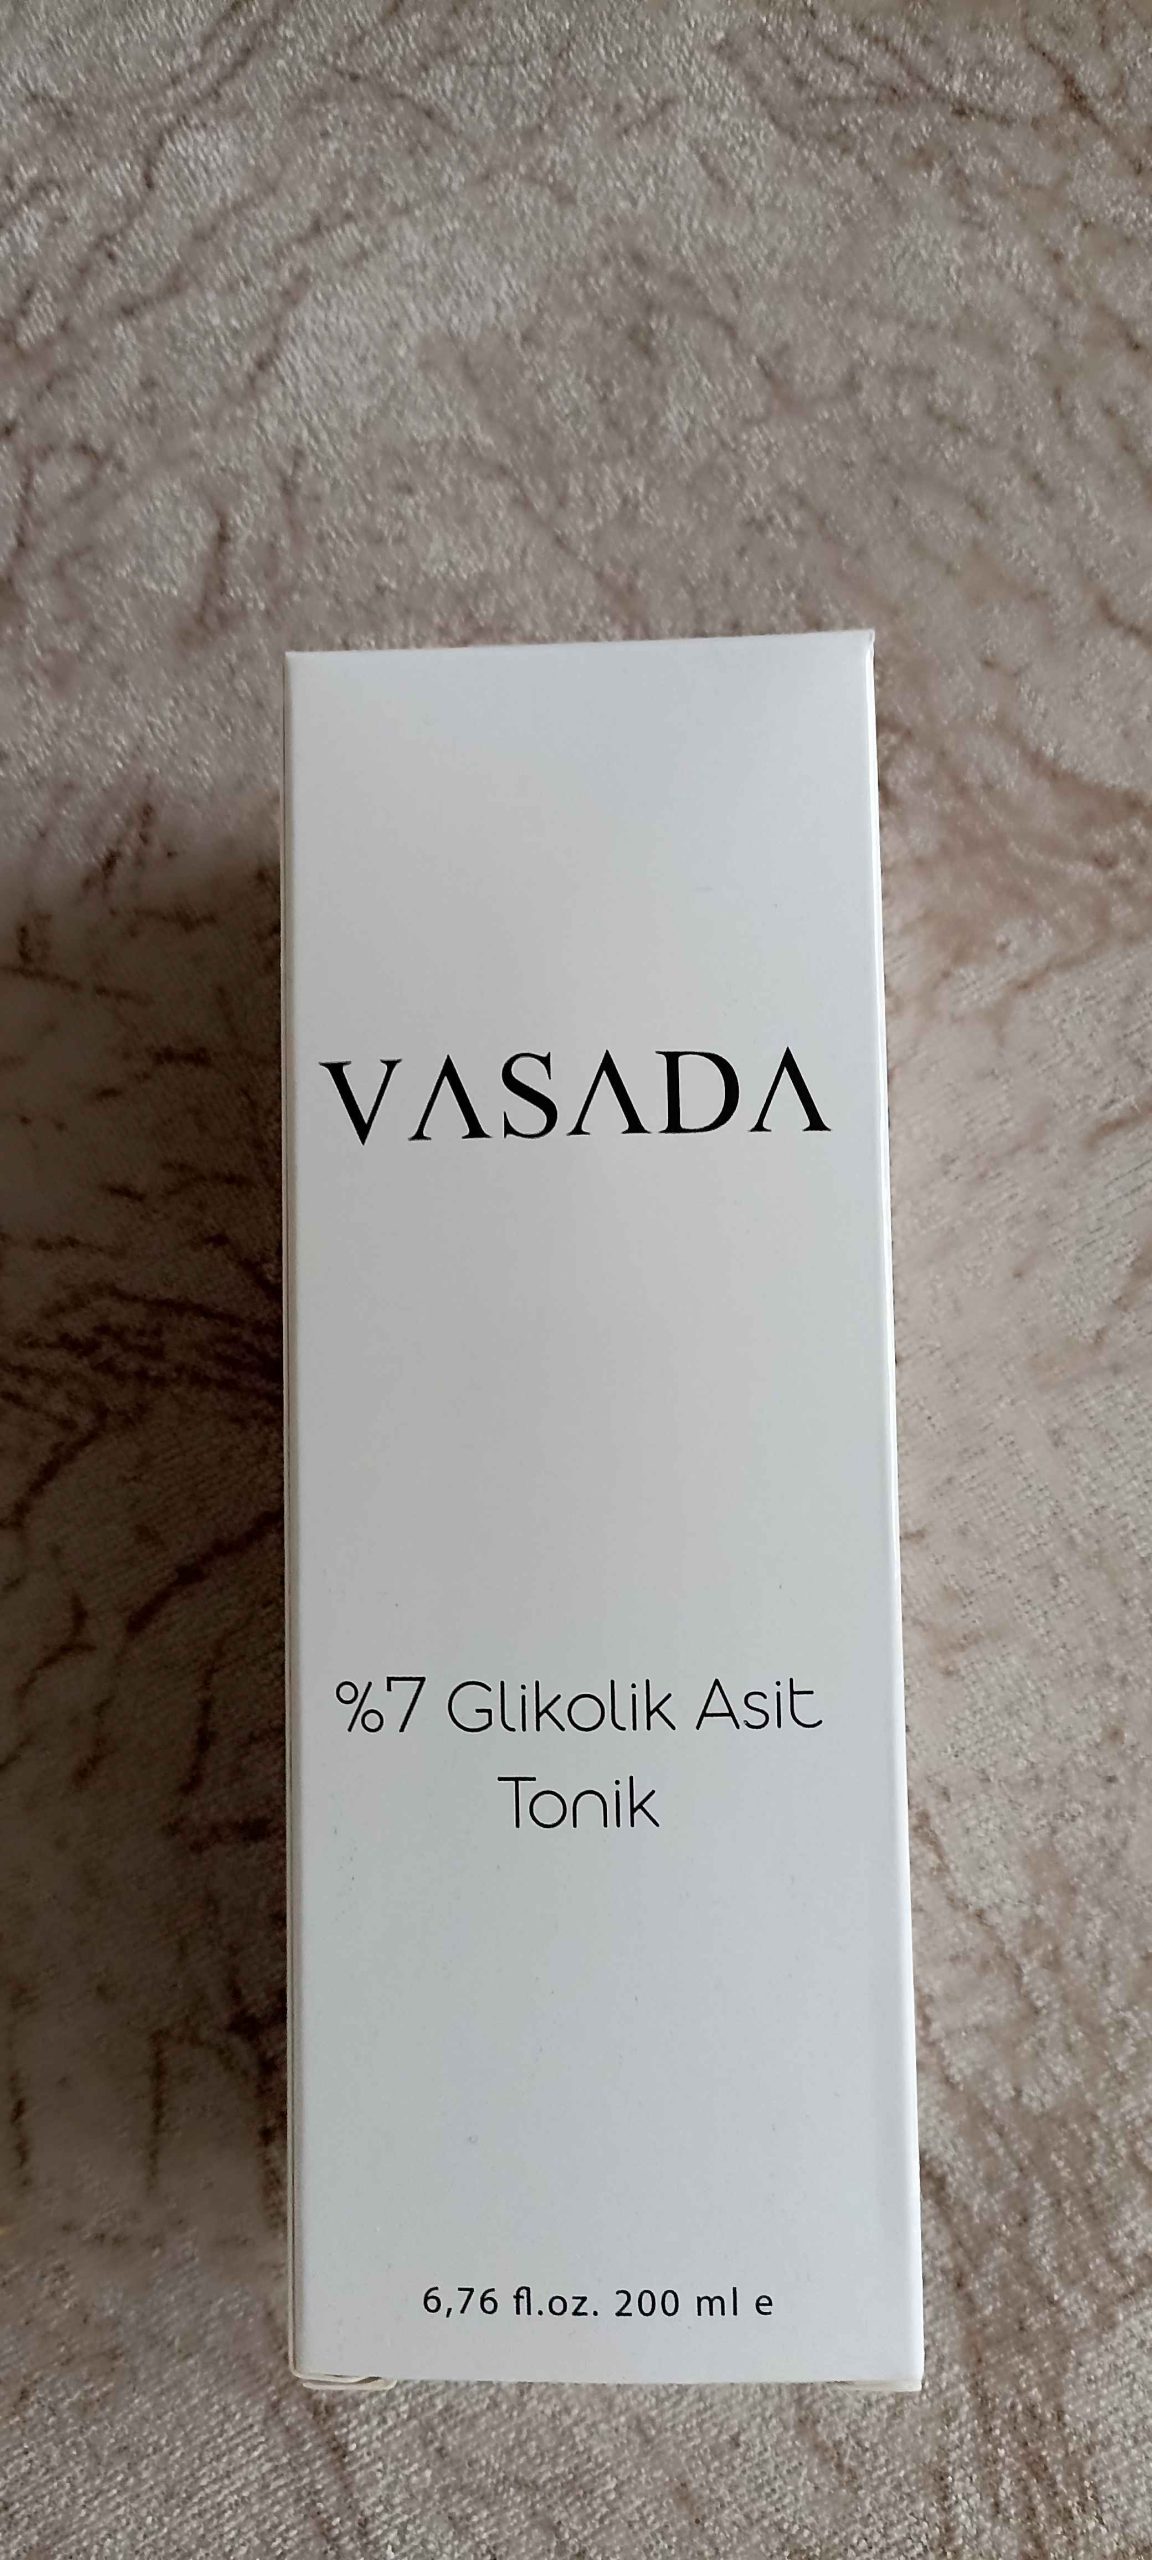 VASADA
%7 Glikolik Asit
Tonik
6,76 fl.oz. 200 ml e